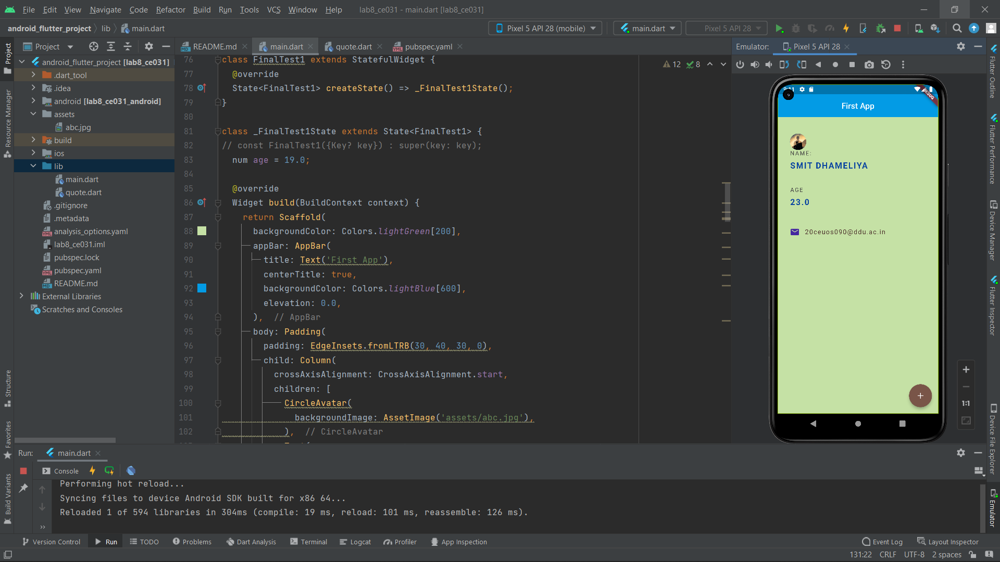 File Edit View Navigate Code Refactor Build Run Tools VCS Window Help lab8_ce031 - main.dart [lab8_ce031]
android_flutter_project lib main.dart
Pixel 5 API 28 (mobile) main.dart Pixel 5 API 28
Project
README.md main.dart quote.dart pubspec.yaml
Emulator: Pixel 5 API 28
Project
Resource Manager
Structure
Favorites
Build Variants
android_flutter_project [lab8_ce031]
.dart_tool
.idea
android [lab8_ce031_android]
assets
abc.jpg
build
ios
lib
main.dart
quote.dart
.gitignore
.metadata
analysis_options.yaml
lab8_ce031.iml
pubspec.lock
pubspec.yaml
README.md
External Libraries
Scratches and Consoles
12 8
76 class FinalTest1 extends StatefulWidget {
77 @override
78 State<FinalTest1> createState() => _FinalTest1State();
79 }
80
81 class _FinalTest1State extends State<FinalTest1> {
82 // const FinalTest1({Key? key}) : super(key: key);
83 num age = 19.0;
84
85 @override
86 Widget build(BuildContext context) {
87 return Scaffold(
88 backgroundColor: Colors.lightGreen[200],
89 appBar: AppBar(
90 title: Text('First App'),
91 centerTitle: true,
92 backgroundColor: Colors.lightBlue[600],
93 elevation: 0.0,
94 ), // AppBar
95 body: Padding(
96 padding: EdgeInsets.fromLTRB(30, 40, 30, 0),
97 child: Column(
98 crossAxisAlignment: CrossAxisAlignment.start,
99 children: [
100 CircleAvatar(
101 backgroundImage: AssetImage('assets/abc.jpg'),
102 ), // CircleAvatar
DEBUG
First App
NAME:
SMIT DHAMELIYA
AGE
23.0
20ceuos090@ddu.ac.in
+
1:1
Flutter Outline
Flutter Performance
Device Manager
Flutter Inspector
Device File Explorer
Emulator
Run: main.dart
Console
Performing hot reload...
Syncing files to device Android SDK built for x86 64...
Reloaded 1 of 594 libraries in 304ms (compile: 19 ms, reload: 101 ms, reassemble: 126 ms).
Version Control Run TODO Problems Dart Analysis Terminal Logcat Profiler App Inspection Event Log Layout Inspector
131:22 CRLF UTF-8 2 spaces